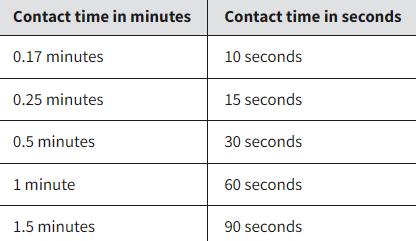 Contact time in minutes Contact time in seconds
0.17 minutes 10 seconds
0.25 minutes 15 seconds
0.5 minutes 30 seconds
1 minute 60 seconds
1.5 minutes 90 seconds